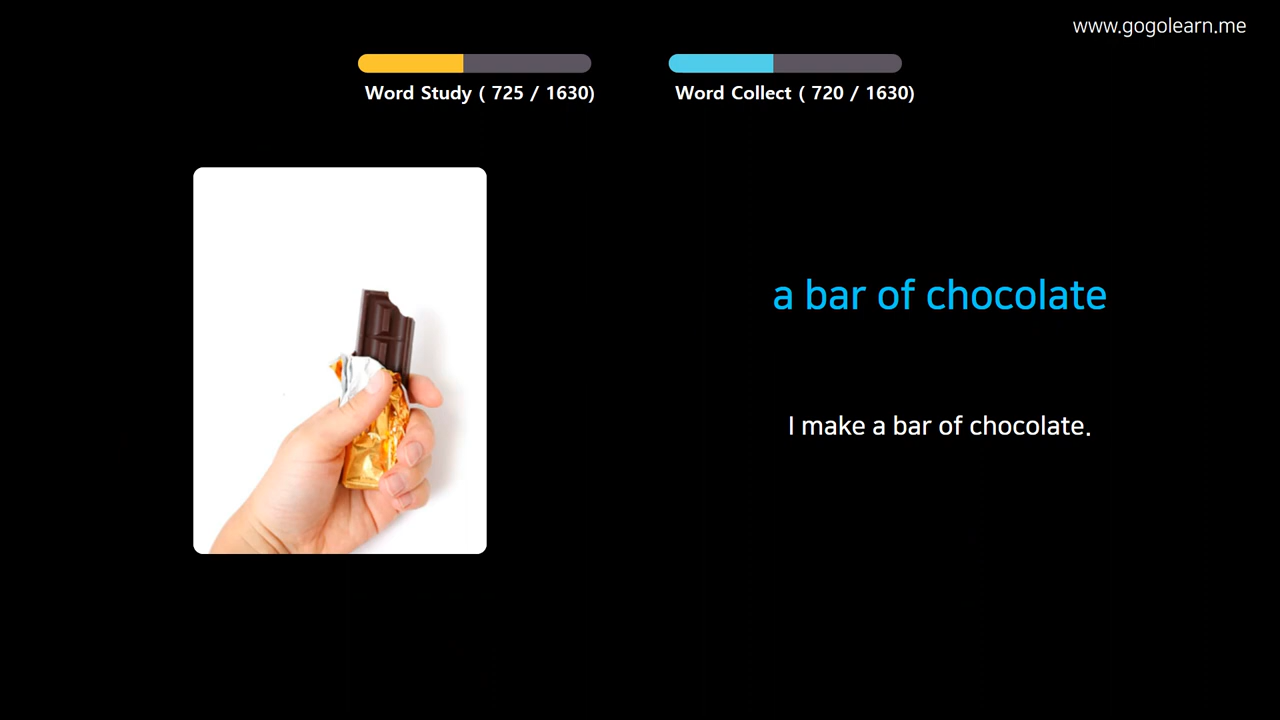 www.gogolearn.me
Word Study ( 725 / 1630)
Word Collect ( 720 / 1630)
a bar of chocolate
I make a bar of chocolate.